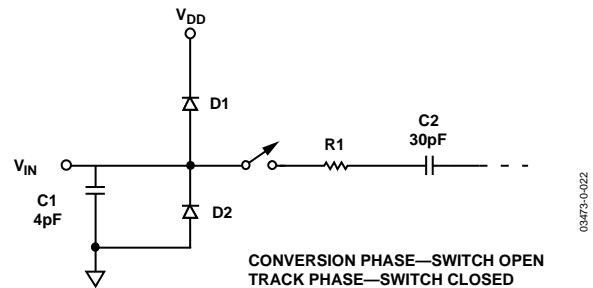 VDD
D1
R1
C2
30pF
VIN
C1
4pF
D2
CONVERSION PHASE—SWITCH OPEN
TRACK PHASE—SWITCH CLOSED
03473-0-022